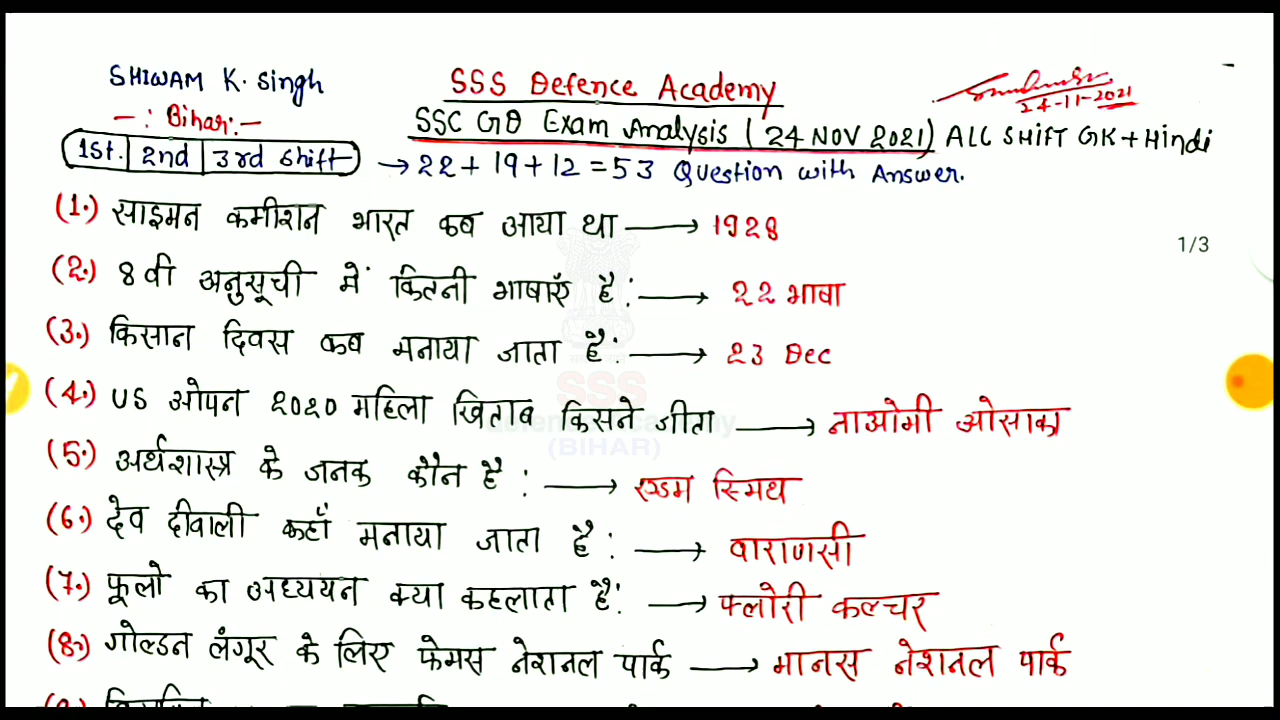 SHIWAM K. Singh
SSS Defence Academy
24-11-2021
-: Bihar:-
SSC GD Exam Analysis (24 NOV 2021) ALL SHIFT GK+Hindi
1st. 2nd 3rd shift → 22+19+12=53 Question with Answer.
(1.) साइमन कमीशन भारत कब आया था → 1928
1/3
(2.) 8वी अनुसूची में कितनी भाषाएँ है: → 22 भाषा
(3.) किसान दिवस कब मनाया जाता है: → 23 Dec
SSS
(4.) US ओपन 2020 महिला खिताब किसने जीता → नाओमी ओसाका
defence academy
(BIHAR)
(5.) अर्थशास्त्र के जनक कौन है: → एडम स्मिथ
(6.) देव दीवाली कहाँ मनाया जाता है: → वाराणसी
(7.) फूलो का अध्ययन क्या कहलाता है: → फ्लोरी कल्चर
(8.) गोल्डन लंगूर के लिए फेमस नेशनल पार्क → मानस नेशनल पार्क